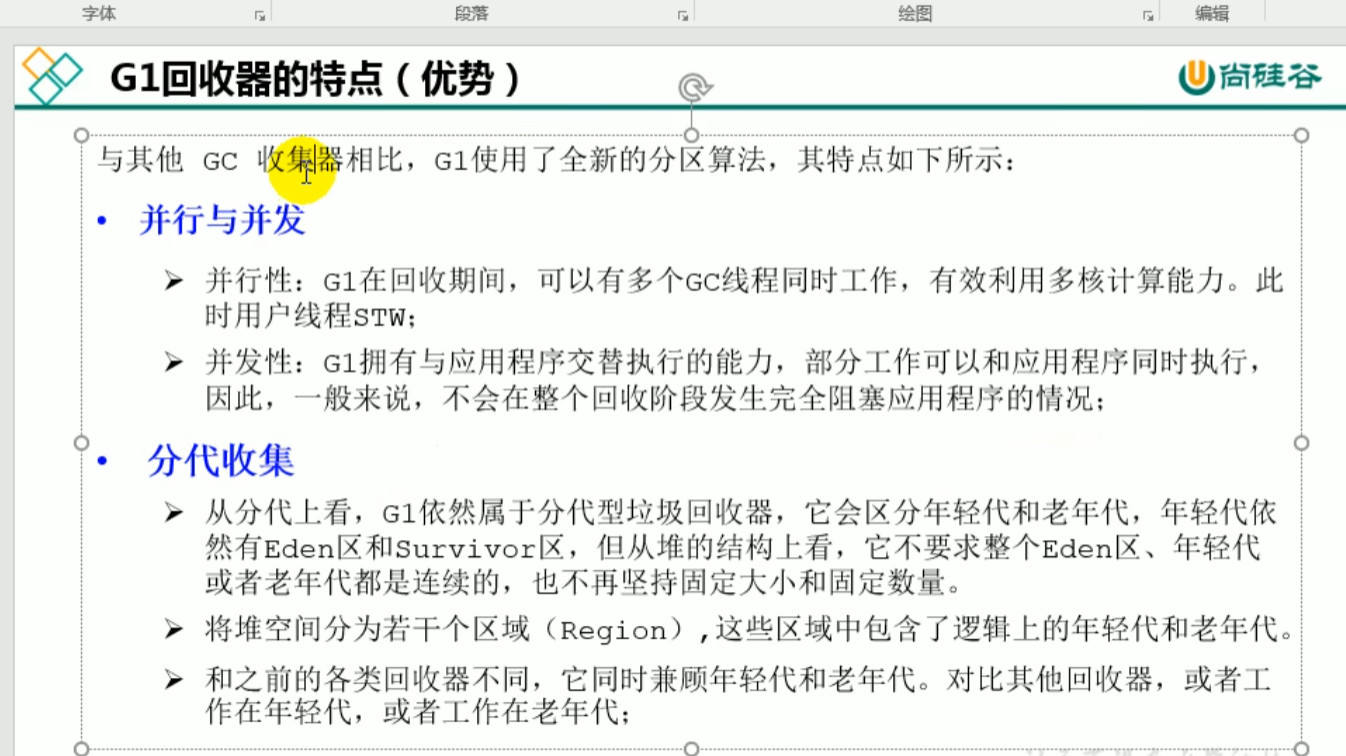 字体 段落 绘图 编辑
G1回收器的特点（优势）
尚硅谷
与其他 GC 收集器相比，G1使用了全新的分区算法，其特点如下所示：
• 并行与并发
➢ 并行性：G1在回收期间，可以有多个GC线程同时工作，有效利用多核计算能力。此
时用户线程STW；
➢ 并发性：G1拥有与应用程序交替执行的能力，部分工作可以和应用程序同时执行，
因此，一般来说，不会在整个回收阶段发生完全阻塞应用程序的情况；
• 分代收集
➢ 从分代上看，G1依然属于分代型垃圾回收器，它会区分年轻代和老年代，年轻代依
然有Eden区和Survivor区，但从堆的结构上看，它不要求整个Eden区、年轻代
或者老年代都是连续的，也不再坚持固定大小和固定数量。
➢ 将堆空间分为若干个区域（Region）,这些区域中包含了逻辑上的年轻代和老年代。
➢ 和之前的各类回收器不同，它同时兼顾年轻代和老年代。对比其他回收器，或者工
作在年轻代，或者工作在老年代；